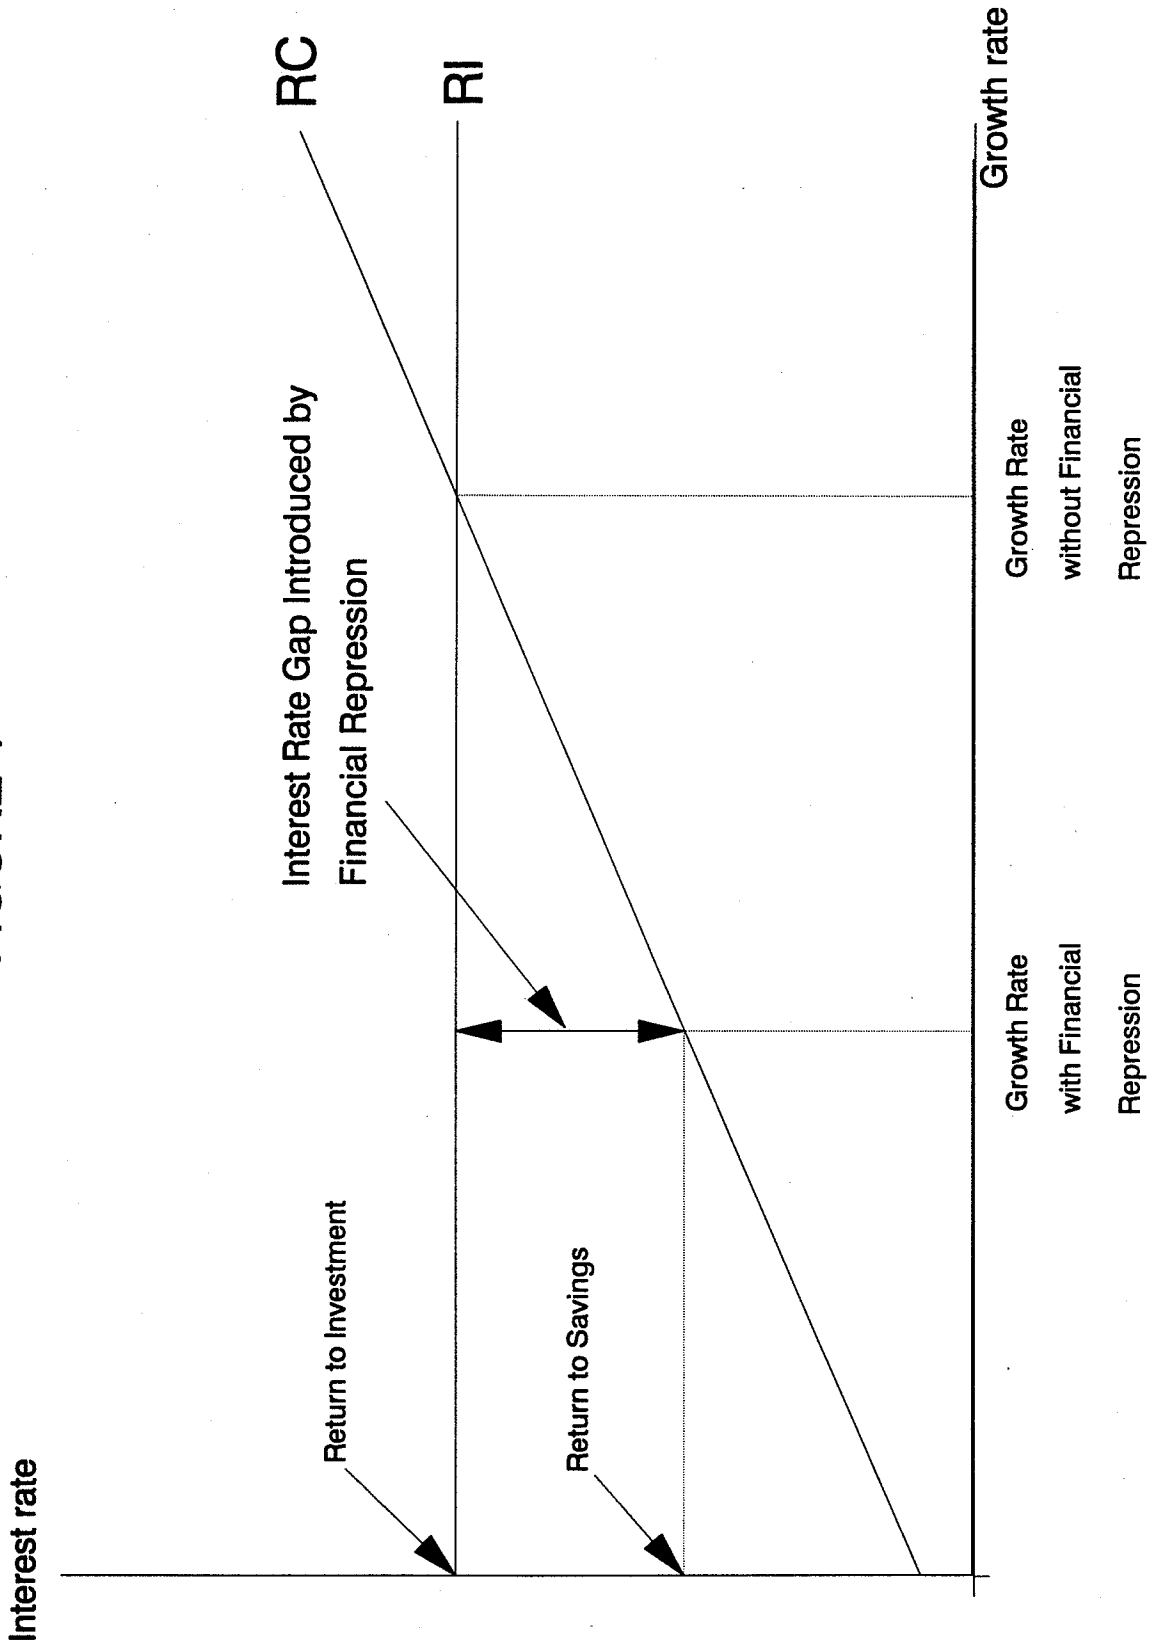 Interest rate
RC
RI
Interest Rate Gap Introduced by
Financial Repression
Return to Investment
Return to Savings
Growth rate
Growth Rate
with Financial
Repression
Growth Rate
without Financial
Repression